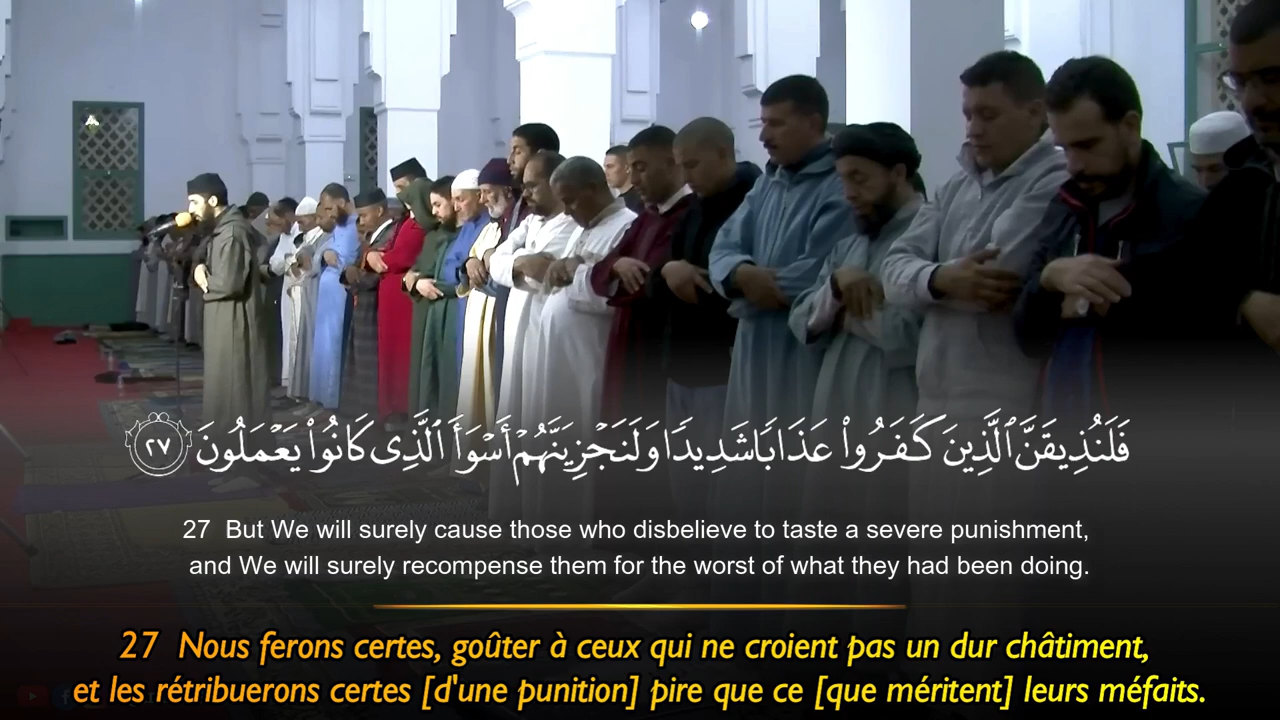 فَلَنُذِيقَنَّ ٱلَّذِينَ كَفَرُوا۟ عَذَابًا شَدِيدًا وَلَنَجْزِيَنَّهُمْ أَسْوَأَ ٱلَّذِى كَانُوا۟ يَعْمَلُونَ ٢٧
27 But We will surely cause those who disbelieve to taste a severe punishment,
and We will surely recompense them for the worst of what they had been doing.
27 Nous ferons certes, goûter à ceux qui ne croient pas un dur châtiment,
et les rétribuerons certes [d'une punition] pire que ce [que méritent] leurs méfaits.